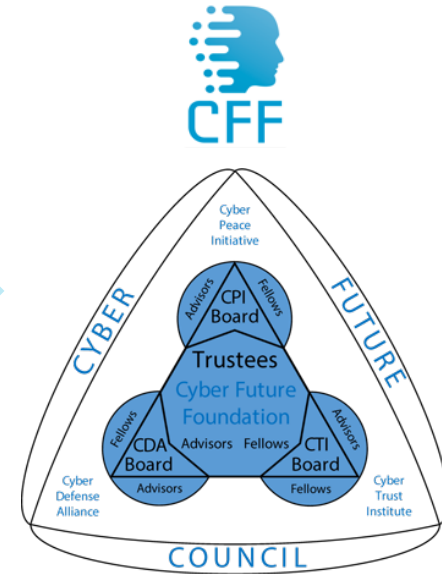 CFF
Cyber
Peace
Initiative
CYBER
FUTURE
Advisors
Fellows
CPI
Board
Trustees
Cyber Future
Foundation
Advisors Fellows
Fellows
CDA
Board
Advisors
Advisors
CTI
Board
Fellows
Cyber
Defense
Alliance
Cyber
Trust
Institute
COUNCIL